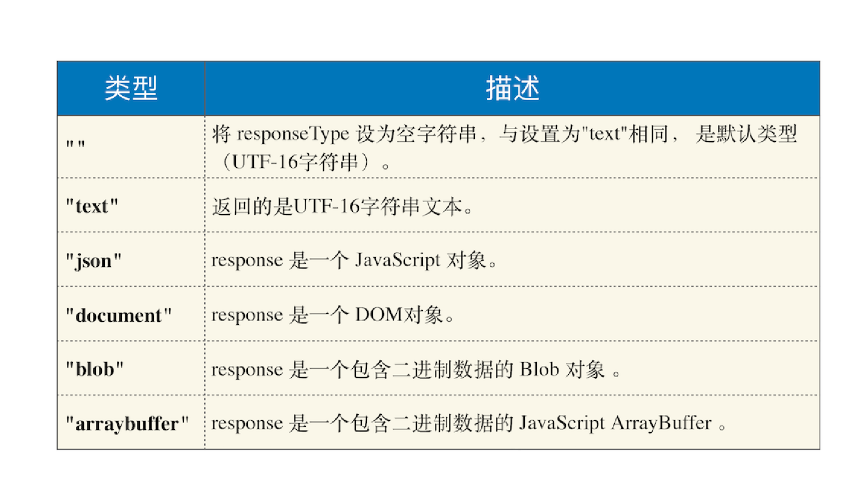 类型 描述
"" 将 responseType 设为空字符串，与设置为"text"相同， 是默认类型
（UTF-16字符串）。
"text" 返回的是UTF-16字符串文本。
"json" response 是一个 JavaScript 对象。
"document" response 是一个 DOM对象。
"blob" response 是一个包含二进制数据的 Blob 对象 。
"arraybuffer" response 是一个包含二进制数据的 JavaScript ArrayBuffer 。